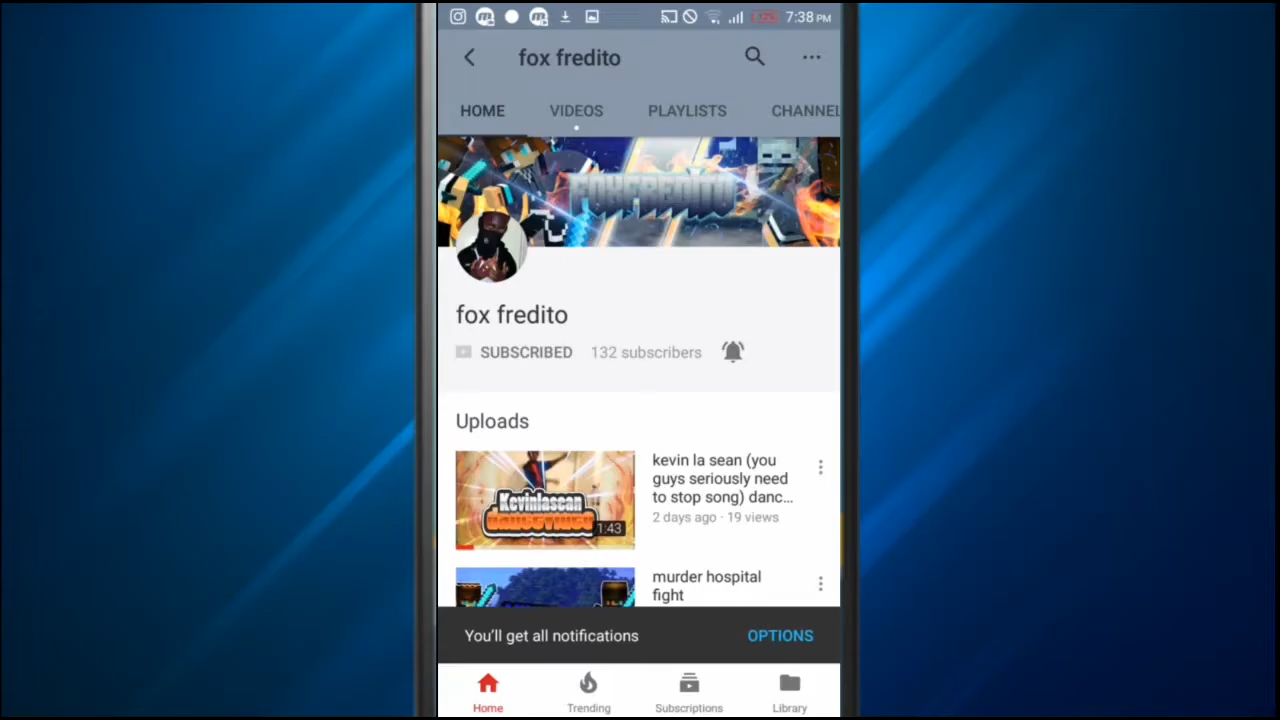 7:38 PM
fox fredito
HOME VIDEOS PLAYLISTS CHANNEL
FOXFREDITO
fox fredito
SUBSCRIBED 132 subscribers
Uploads
kevin la sean (you
guys seriously need
to stop song) danc...
2 days ago · 19 views
Kevinlasean
1:43
murder hospital
fight
You'll get all notifications OPTIONS
Home Trending Subscriptions Library